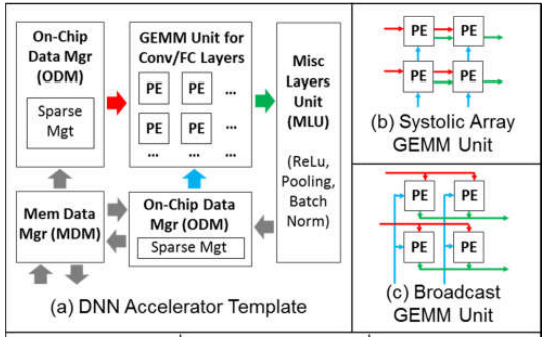 On-Chip
Data Mgr
(ODM)
Sparse
Mgt
GEMM Unit for
Conv/FC Layers
PE
PE
...
PE
PE
...
...
...
Misc
Layers
Unit
(MLU)
(ReLu,
Pooling,
Batch
Norm)
Mem Data
Mgr (MDM)
On-Chip Data
Mgr (ODM)
Sparse Mgt
(a) DNN Accelerator Template
PE
PE
PE
PE
(b) Systolic Array
GEMM Unit
PE
PE
PE
PE
(c) Broadcast
GEMM Unit